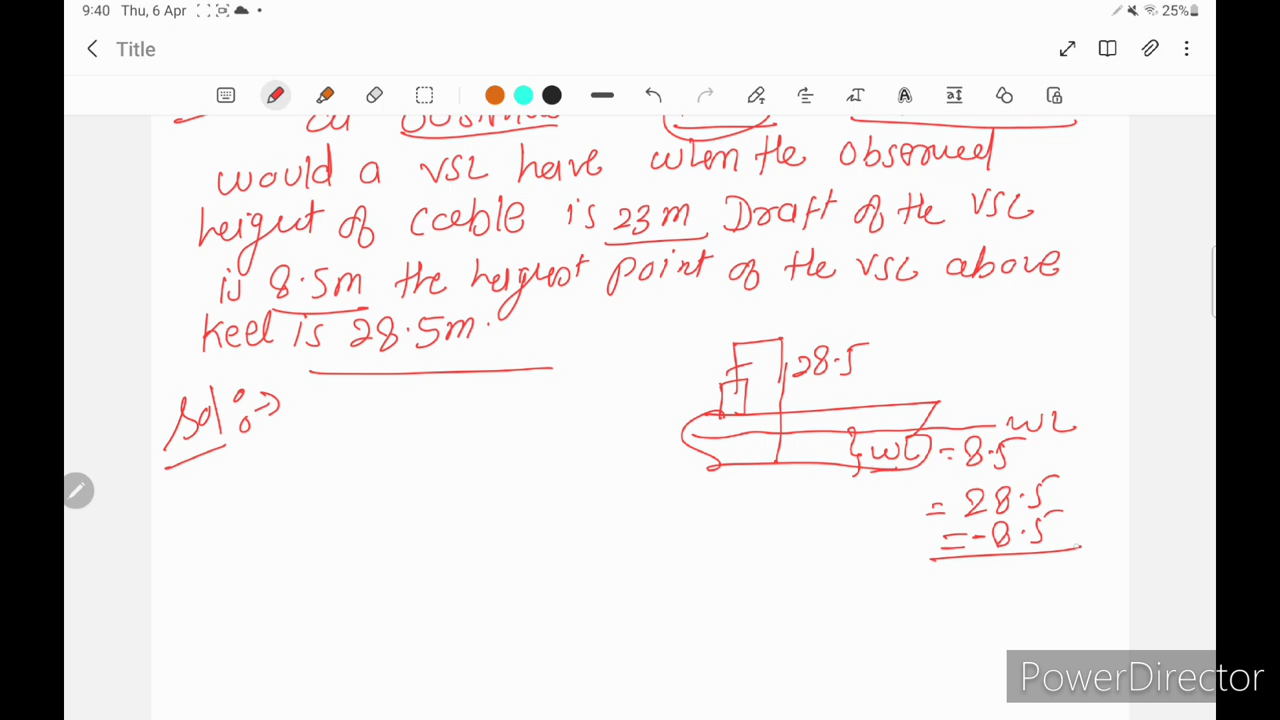 9:40 Thu, 6 Apr
25%
Title
would a VSL have when the observed
height of cable is 23 m Draft of the VSL
is 8.5m the highest point of the VSL above
keel is 28.5m.
28.5
Sol :->
WL
WL = 8.5
= 28.5
= - 8.5
PowerDirector